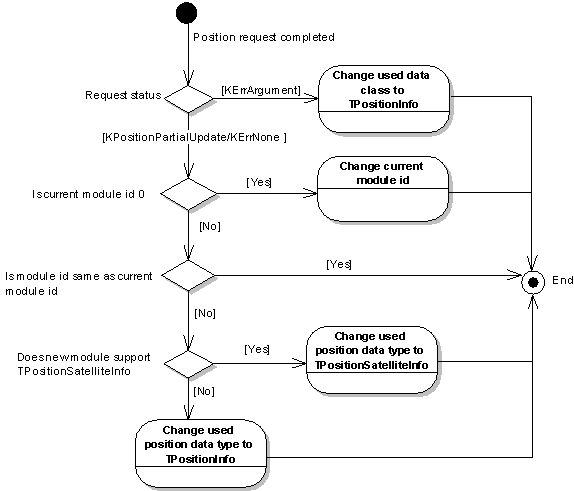 Position request completed
Request status
[KErrArgument]
Change used data
class to
TPositionInfo
[KPositionPartialUpdate/KErrNone ]
Is current module id 0
[Yes]
Change current
module id
[No]
Is module id same as current
module id
[Yes]
End
[No]
Does new module support
TPositionSatelliteInfo
[Yes]
Change used
position data type to
TPositionSatelliteInfo
[No]
Change used
position data type to
TPositionInfo